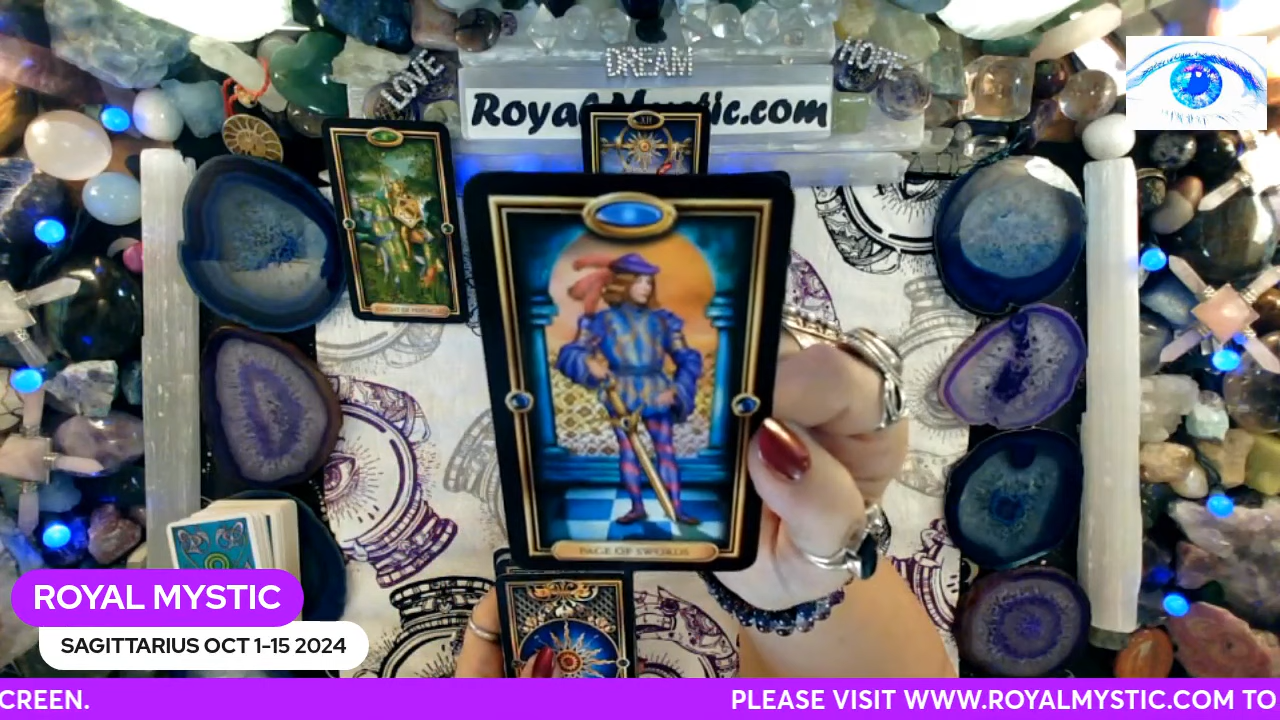 LOVE
DREAM
HOPE
RoyalMystic.com
XII
PAGE OF SWORDS
ROYAL MYSTIC
SAGITTARIUS OCT 1-15 2024
CREEN.
PLEASE VISIT WWW.ROYALMYSTIC.COM TO